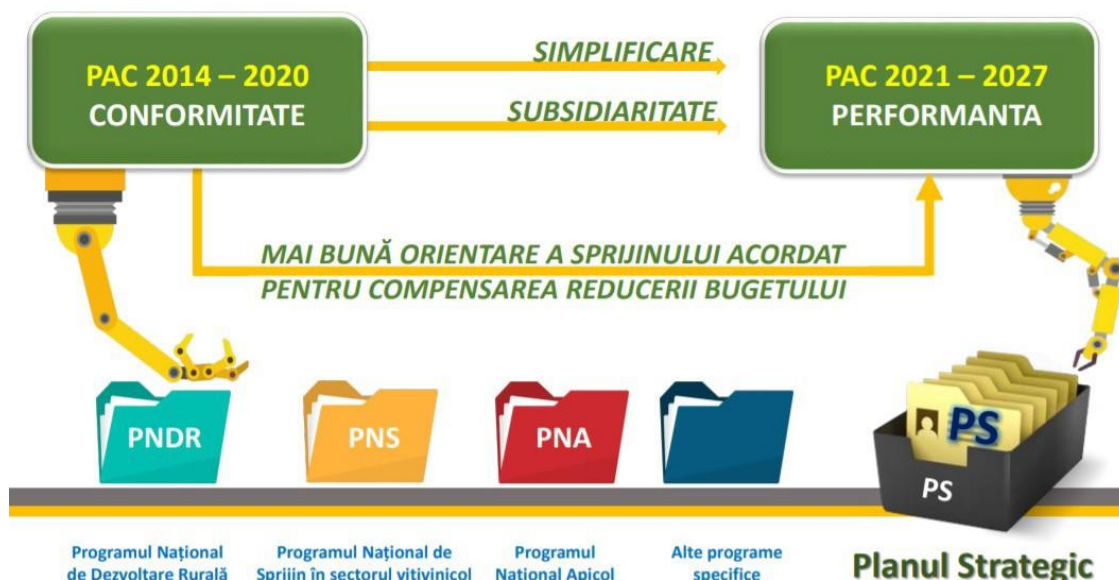 PAC 2014 – 2020
CONFORMITATE
SIMPLIFICARE
SUBSIDIARITATE
PAC 2021 – 2027
PERFORMANTA
MAI BUNĂ ORIENTARE A SPRIJINULUI ACORDAT
PENTRU COMPENSAREA REDUCERII BUGETULUI
PNDR
PNS
PNA
PS
PS
Programul Național
de Dezvoltare Rurală
Programul Național de
Sprijin în sectorul vitivinicol
Programul
Național Apicol
Alte programe
specifice
Planul Strategic